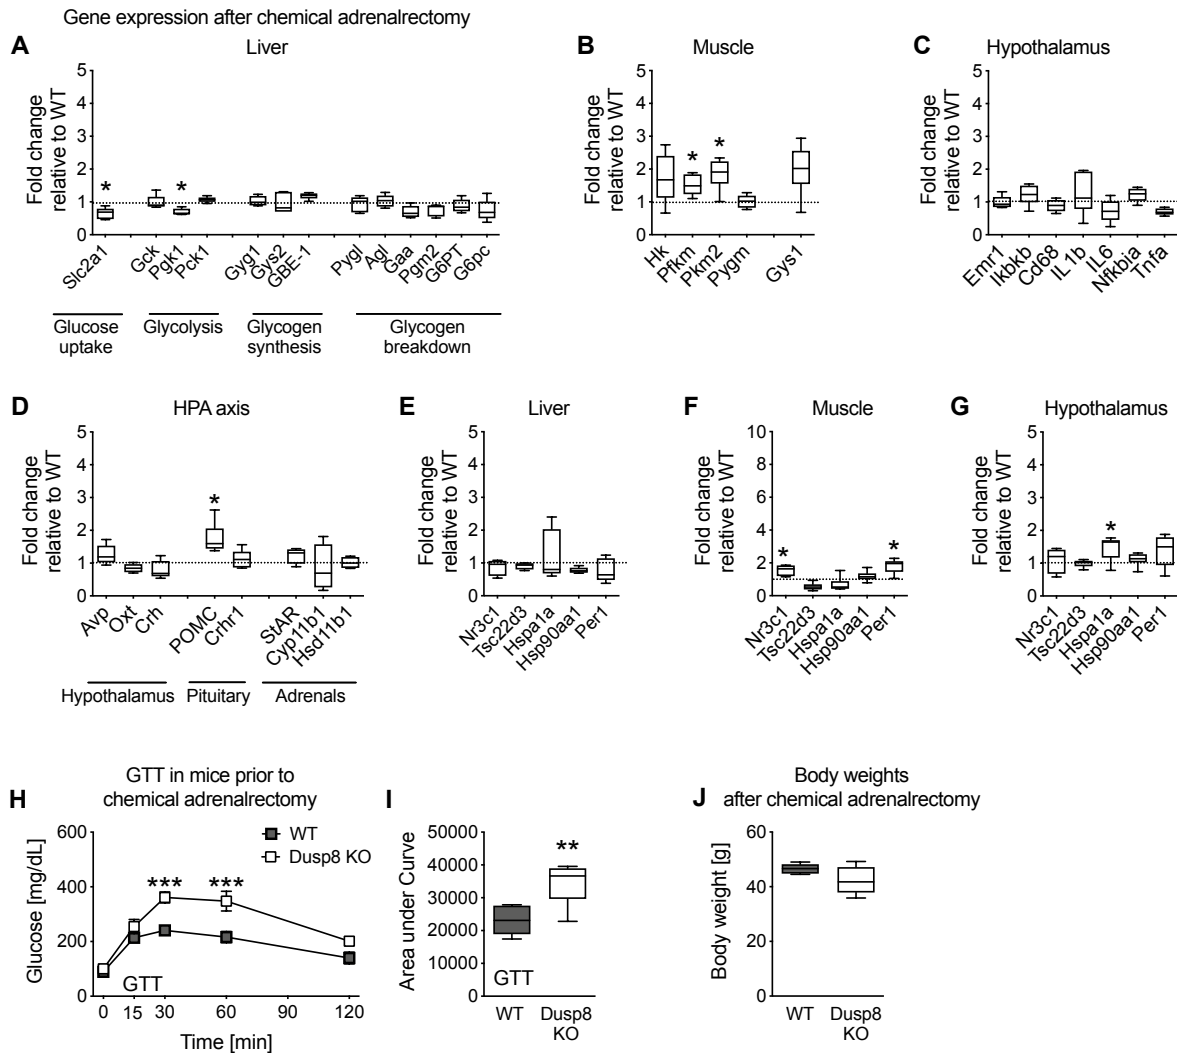 Gene expression after chemical adrenalrectomy
A
Liver
Fold change
relative to WT
5
4
3
2
1
0
*
*
Slc2a1
Gck
Pgk1
Pck1
Gyg1
Gys2
GBE-1
Pygl
Agl
Gaa
Pgm2
G6PT
G6pc
Glucose
uptake
Glycolysis
Glycogen
synthesis
Glycogen
breakdown
B
Muscle
Fold change
relative to WT
5
4
3
2
1
0
*
*
Hk
Pfkm
Pkm2
Pygm
Gys1
C
Hypothalamus
Fold change
relative to WT
5
4
3
2
1
0
Emr1
Ikbkb
Cd68
IL1b
IL6
Nfkbia
Tnfa
D
HPA axis
Fold change
relative to WT
5
4
3
2
1
0
*
Avp
Oxt
Crh
POMC
Crhr1
StAR
Cyp11b1
Hsd11b1
Hypothalamus
Pituitary
Adrenals
E
Liver
Fold change
relative to WT
5
4
3
2
1
0
Nr3c1
Tsc22d3
Hspa1a
Hsp90aa1
Per1
F
Muscle
Fold change
relative to WT
10
8
6
4
2
0
*
*
Nr3c1
Tsc22d3
Hspa1a
Hsp90aa1
Per1
G
Hypothalamus
Fold change
relative to WT
5
4
3
2
1
0
*
Nr3c1
Tsc22d3
Hspa1a
Hsp90aa1
Per1
H
GTT in mice prior to
chemical adrenalrectomy
Glucose [mg/dL]
600
400
200
0
WT
Dusp8 KO
***
***
GTT
0 15 30 60 90 120
Time [min]
I
Area under Curve
50000
40000
30000
20000
10000
0
**
GTT
WT
Dusp8
KO
J
Body weights
after chemical adrenalrectomy
Body weight [g]
60
40
20
0
WT
Dusp8
KO